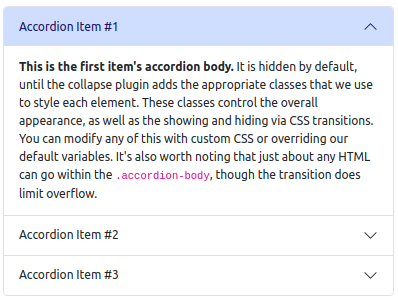 Accordion Item #1
This is the first item's accordion body. It is hidden by default,
until the collapse plugin adds the appropriate classes that we use
to style each element. These classes control the overall
appearance, as well as the showing and hiding via CSS transitions.
You can modify any of this with custom CSS or overriding our
default variables. It's also worth noting that just about any HTML
can go within the .accordion-body, though the transition does
limit overflow.
Accordion Item #2
Accordion Item #3